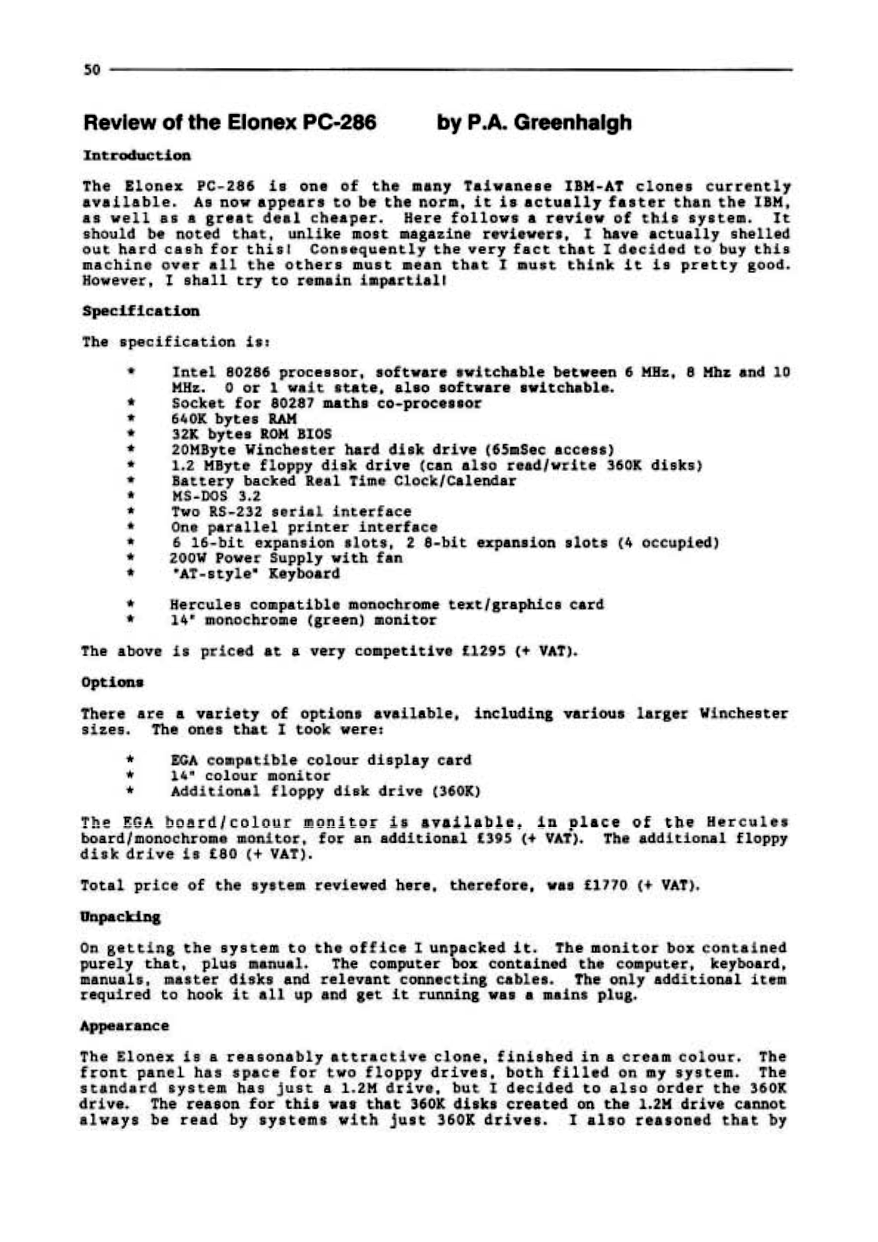 50
Review of the Elonex PC-286 by P.A. Greenhalgh
Introduction
The Elonex PC-286 is one of the many Taiwanese IBM-AT clones currently
available. As now appears to be the norm, it is actually faster than the IBM,
as well as a great deal cheaper. Here follows a review of this system. It
should be noted that, unlike most magazine reviewers, I have actually shelled
out hard cash for this! Consequently the very fact that I decided to buy this
machine over all the others must mean that I must think it is pretty good.
However, I shall try to remain impartial!
Specification
The specification is:
* Intel 80286 processor, software switchable between 6 MHz, 8 Mhz and 10
MHz. 0 or 1 wait state, also software switchable.
* Socket for 80287 maths co-processor
* 640K bytes RAM
* 32K bytes ROM BIOS
* 20MByte Winchester hard disk drive (65mSec access)
* 1.2 MByte floppy disk drive (can also read/write 360K disks)
* Battery backed Real Time Clock/Calendar
* MS-DOS 3.2
* Two RS-232 serial interface
* One parallel printer interface
* 6 16-bit expansion slots, 2 8-bit expansion slots (4 occupied)
* 200W Power Supply with fan
* "AT-style" Keyboard
* Hercules compatible monochrome text/graphics card
* 14" monochrome (green) monitor
The above is priced at a very competitive £1295 (+ VAT).
Options
There are a variety of options available, including various larger Winchester
sizes. The ones that I took were:
* EGA compatible colour display card
* 14" colour monitor
* Additional floppy disk drive (360K)
The EGA board/colour monitor is available, in place of the Hercules
board/monochrome monitor, for an additional £395 (+ VAT). The additional floppy
disk drive is £80 (+ VAT).
Total price of the system reviewed here, therefore, was £1770 (+ VAT).
Unpacking
On getting the system to the office I unpacked it. The monitor box contained
purely that, plus manual. The computer box contained the computer, keyboard,
manuals, master disks and relevant connecting cables. The only additional item
required to hook it all up and get it running was a mains plug.
Appearance
The Elonex is a reasonably attractive clone, finished in a cream colour. The
front panel has space for two floppy drives, both filled on my system. The
standard system has just a 1.2M drive, but I decided to also order the 360K
drive. The reason for this was that 360K disks created on the 1.2M drive cannot
always be read by systems with just 360K drives. I also reasoned that by